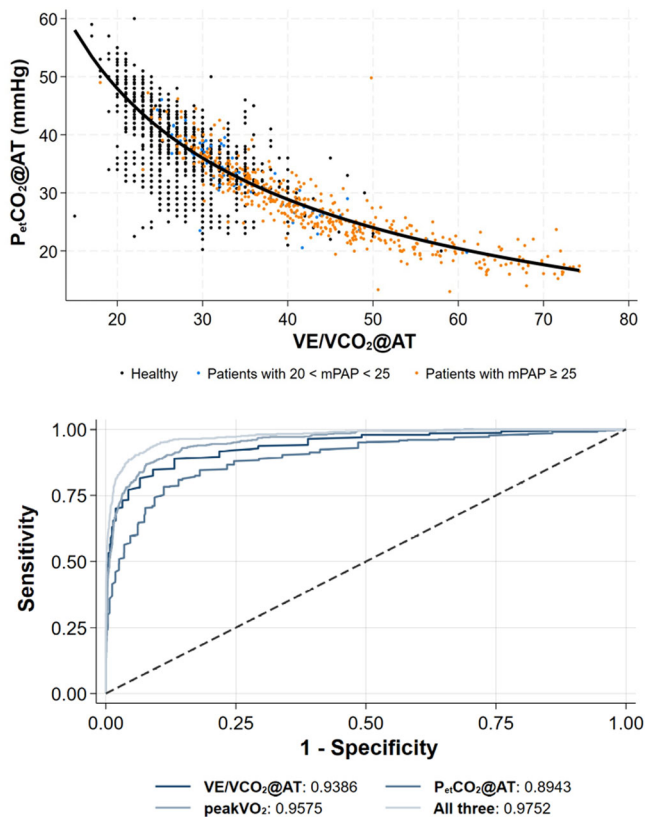 60
50
40
30
20
PetCO₂@AT (mmHg)
20 30 40 50 60 70 80
VE/VCO₂@AT
Healthy Patients with 20 < mPAP < 25 Patients with mPAP ≥ 25
1.00
0.75
0.50
0.25
0.00
Sensitivity
0.00 0.25 0.50 0.75 1.00
1 - Specificity
VE/VCO₂@AT: 0.9386 PetCO₂@AT: 0.8943
peakVO₂: 0.9575 All three: 0.9752